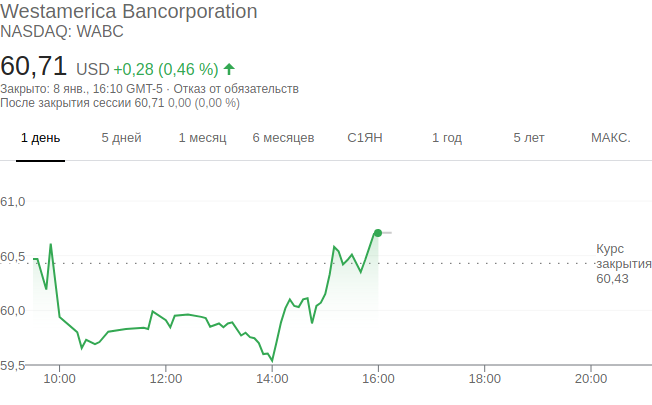 Westamerica Bancorporation
NASDAQ: WABC
60,71 USD +0,28 (0,46 %)
Закрыто: 8 янв., 16:10 GMT-5 · Отказ от обязательств
После закрытия сессии 60,71 0,00 (0,00 %)
1 день 5 дней 1 месяц 6 месяцев С1ЯН 1 год 5 лет МАКС.
61,0
60,5
60,0
59,5
Курс
закрытия
60,43
10:00 12:00 14:00 16:00 18:00 20:00